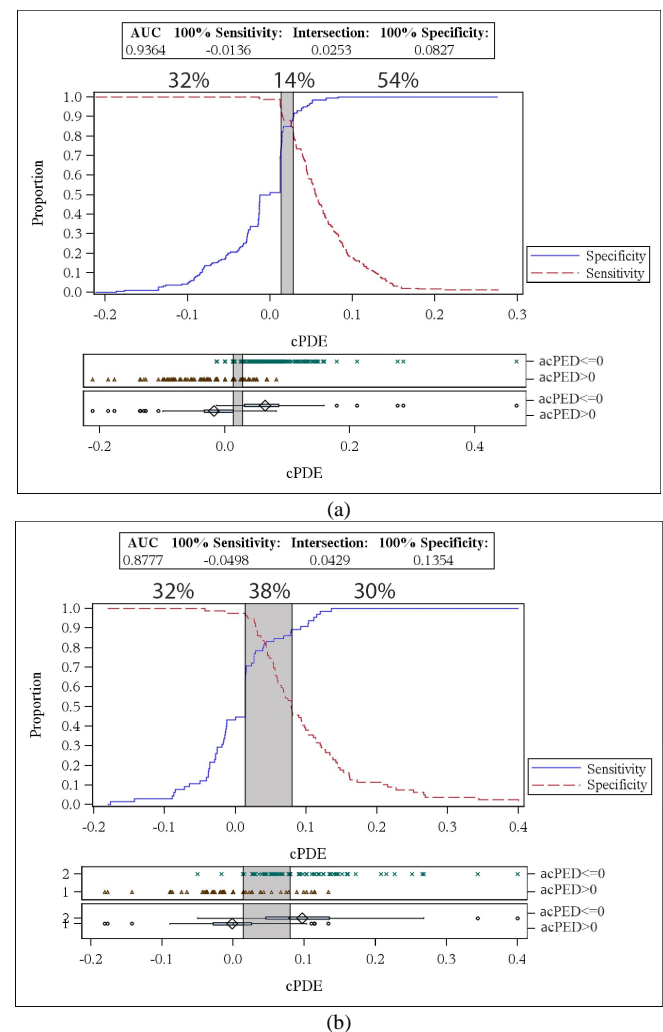 AUC 100% Sensitivity: Intersection: 100% Specificity:
0.9364 -0.0136 0.0253 0.0827
32% 14% 54%
1.0
0.9
0.8
0.7
0.6
0.5
0.4
0.3
0.2
0.1
0.0
Proportion
-0.2 -0.1 0.0 0.1 0.2 0.3
cPDE
Specificity
Sensitivity
acPED<=0
acPED>0
acPED<=0
acPED>0
-0.2 0.0 0.2 0.4
cPDE
(a)
AUC 100% Sensitivity: Intersection: 100% Specificity:
0.8777 -0.0498 0.0429 0.1354
32% 38% 30%
1.0
0.9
0.8
0.7
0.6
0.5
0.4
0.3
0.2
0.1
0.0
Proportion
-0.2 -0.1 0.0 0.1 0.2 0.3 0.4
cPDE
Sensitivity
Specificity
2 acPED<=0
1 acPED>0
2 acPED<=0
1 acPED>0
-0.2 -0.1 0.0 0.1 0.2 0.3 0.4
cPDE
(b)